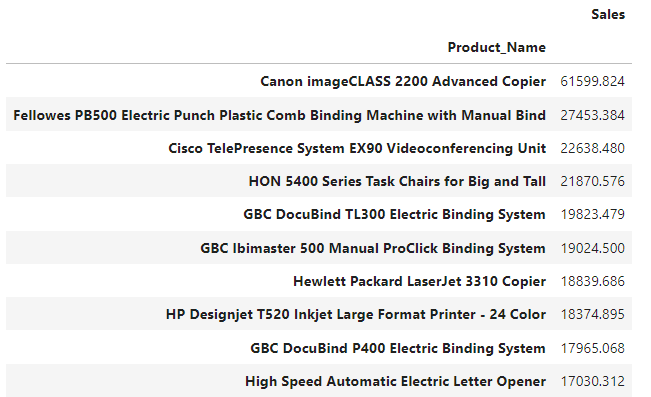 Sales
Product_Name
Canon imageCLASS 2200 Advanced Copier 61599.824
Fellowes PB500 Electric Punch Plastic Comb Binding Machine with Manual Bind 27453.384
Cisco TelePresence System EX90 Videoconferencing Unit 22638.480
HON 5400 Series Task Chairs for Big and Tall 21870.576
GBC DocuBind TL300 Electric Binding System 19823.479
GBC Ibimaster 500 Manual ProClick Binding System 19024.500
Hewlett Packard LaserJet 3310 Copier 18839.686
HP Designjet T520 Inkjet Large Format Printer - 24 Color 18374.895
GBC DocuBind P400 Electric Binding System 17965.068
High Speed Automatic Electric Letter Opener 17030.312